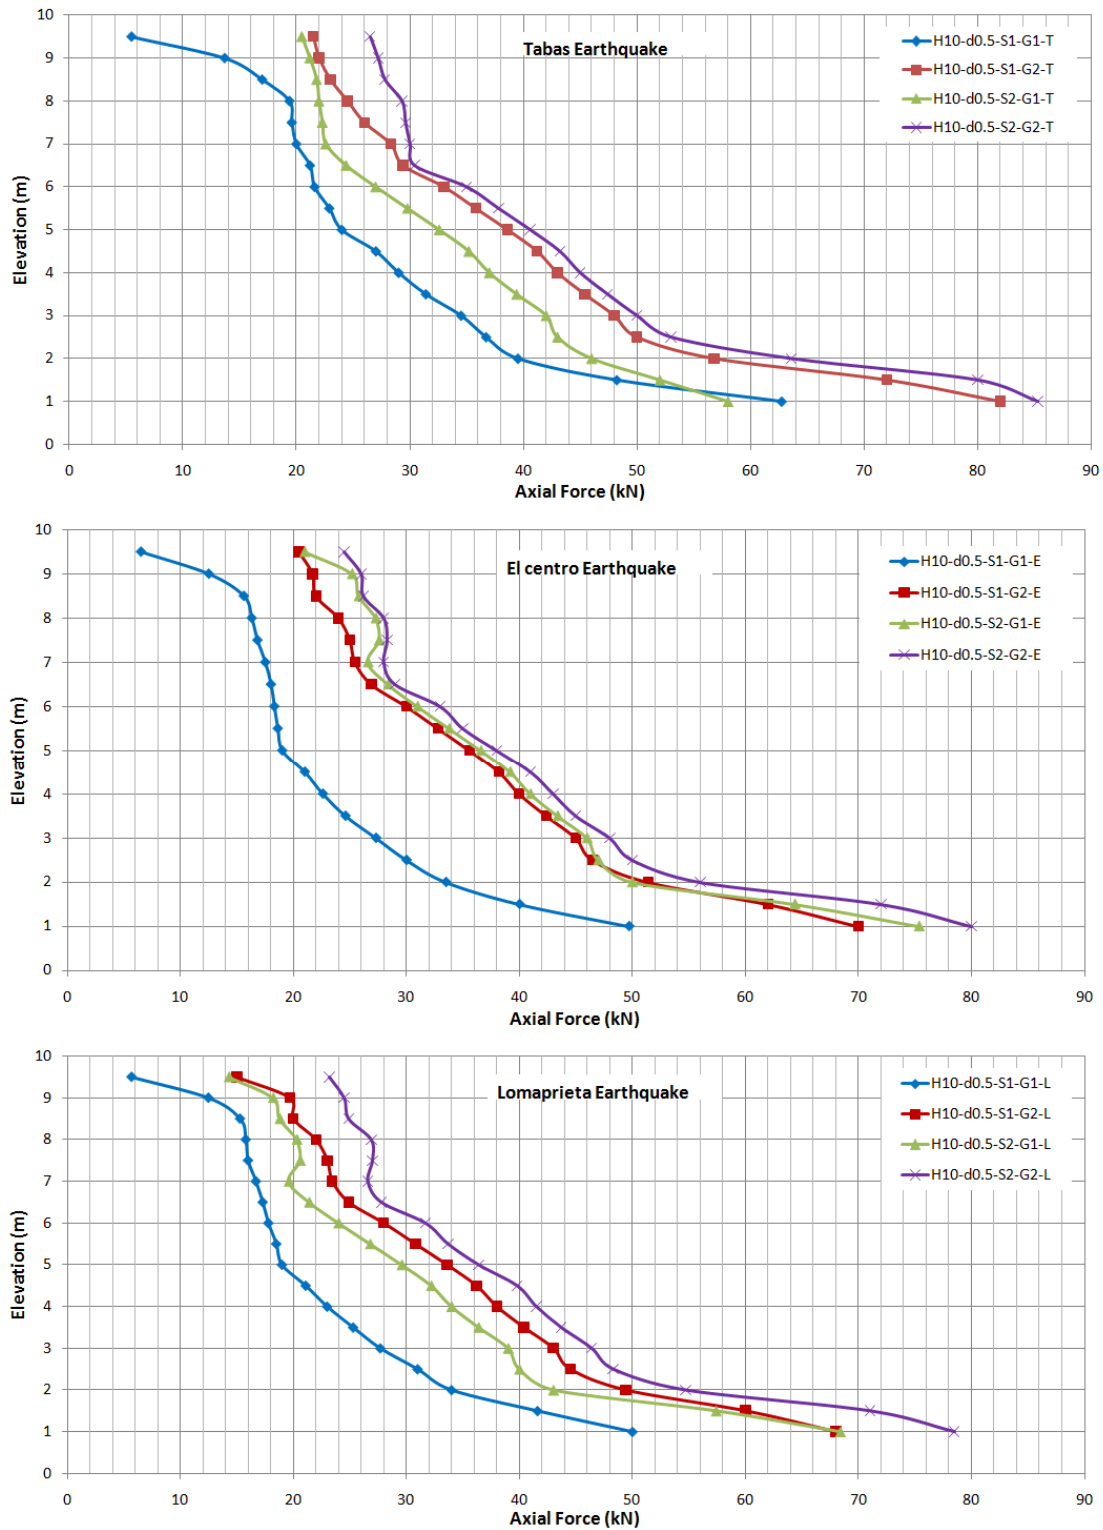 Tabas Earthquake
H10-d0.5-S1-G1-T
H10-d0.5-S1-G2-T
H10-d0.5-S2-G1-T
H10-d0.5-S2-G2-T
Elevation (m)
10
9
8
7
6
5
4
3
2
1
0
0 10 20 30 40 50 60 70 80 90
Axial Force (kN)
El centro Earthquake
H10-d0.5-S1-G1-E
H10-d0.5-S1-G2-E
H10-d0.5-S2-G1-E
H10-d0.5-S2-G2-E
Elevation (m)
10
9
8
7
6
5
4
3
2
1
0
0 10 20 30 40 50 60 70 80 90
Axial Force (kN)
Lomaprieta Earthquake
H10-d0.5-S1-G1-L
H10-d0.5-S1-G2-L
H10-d0.5-S2-G1-L
H10-d0.5-S2-G2-L
Elevation (m)
10
9
8
7
6
5
4
3
2
1
0
0 10 20 30 40 50 60 70 80 90
Axial Force (kN)